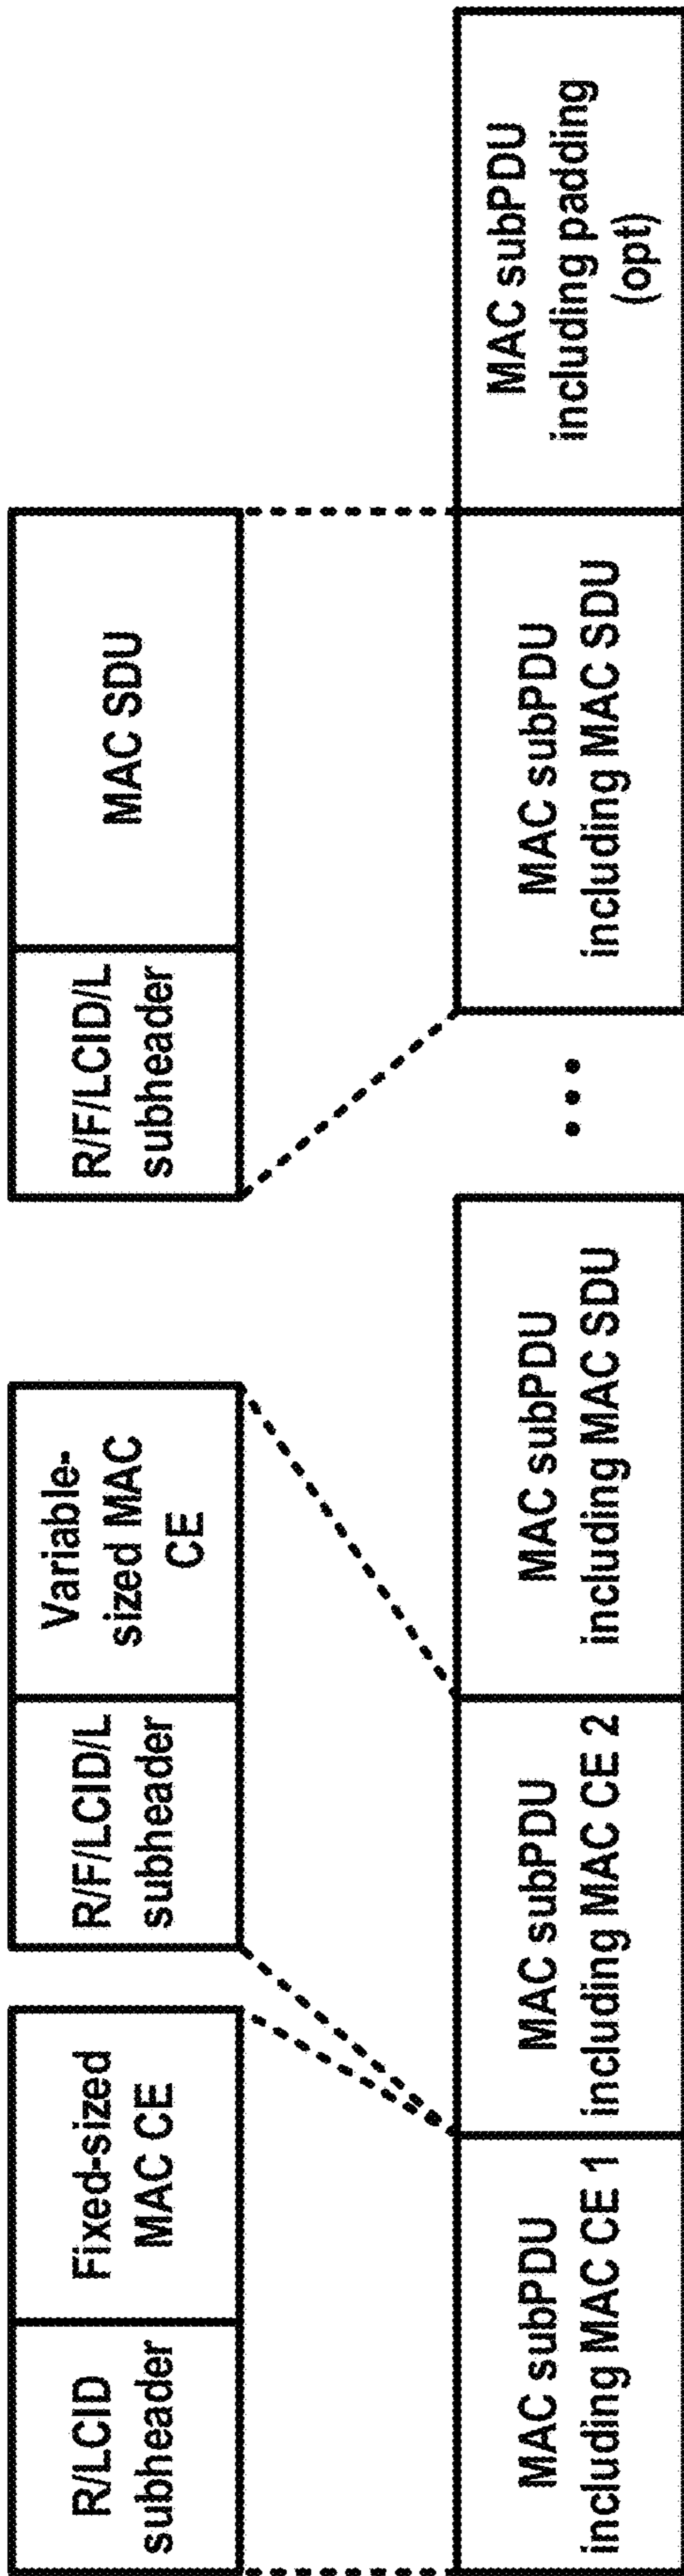 R/LCID
subheader
Fixed-sized
MAC CE
R/F/LCID/L
subheader
Variable-
sized MAC
CE
R/F/LCID/L
subheader
MAC SDU
MAC subPDU
including MAC CE 1
MAC subPDU
including MAC CE 2
MAC subPDU
including MAC SDU
...
MAC subPDU
including MAC SDU
MAC subPDU
including padding
(opt)